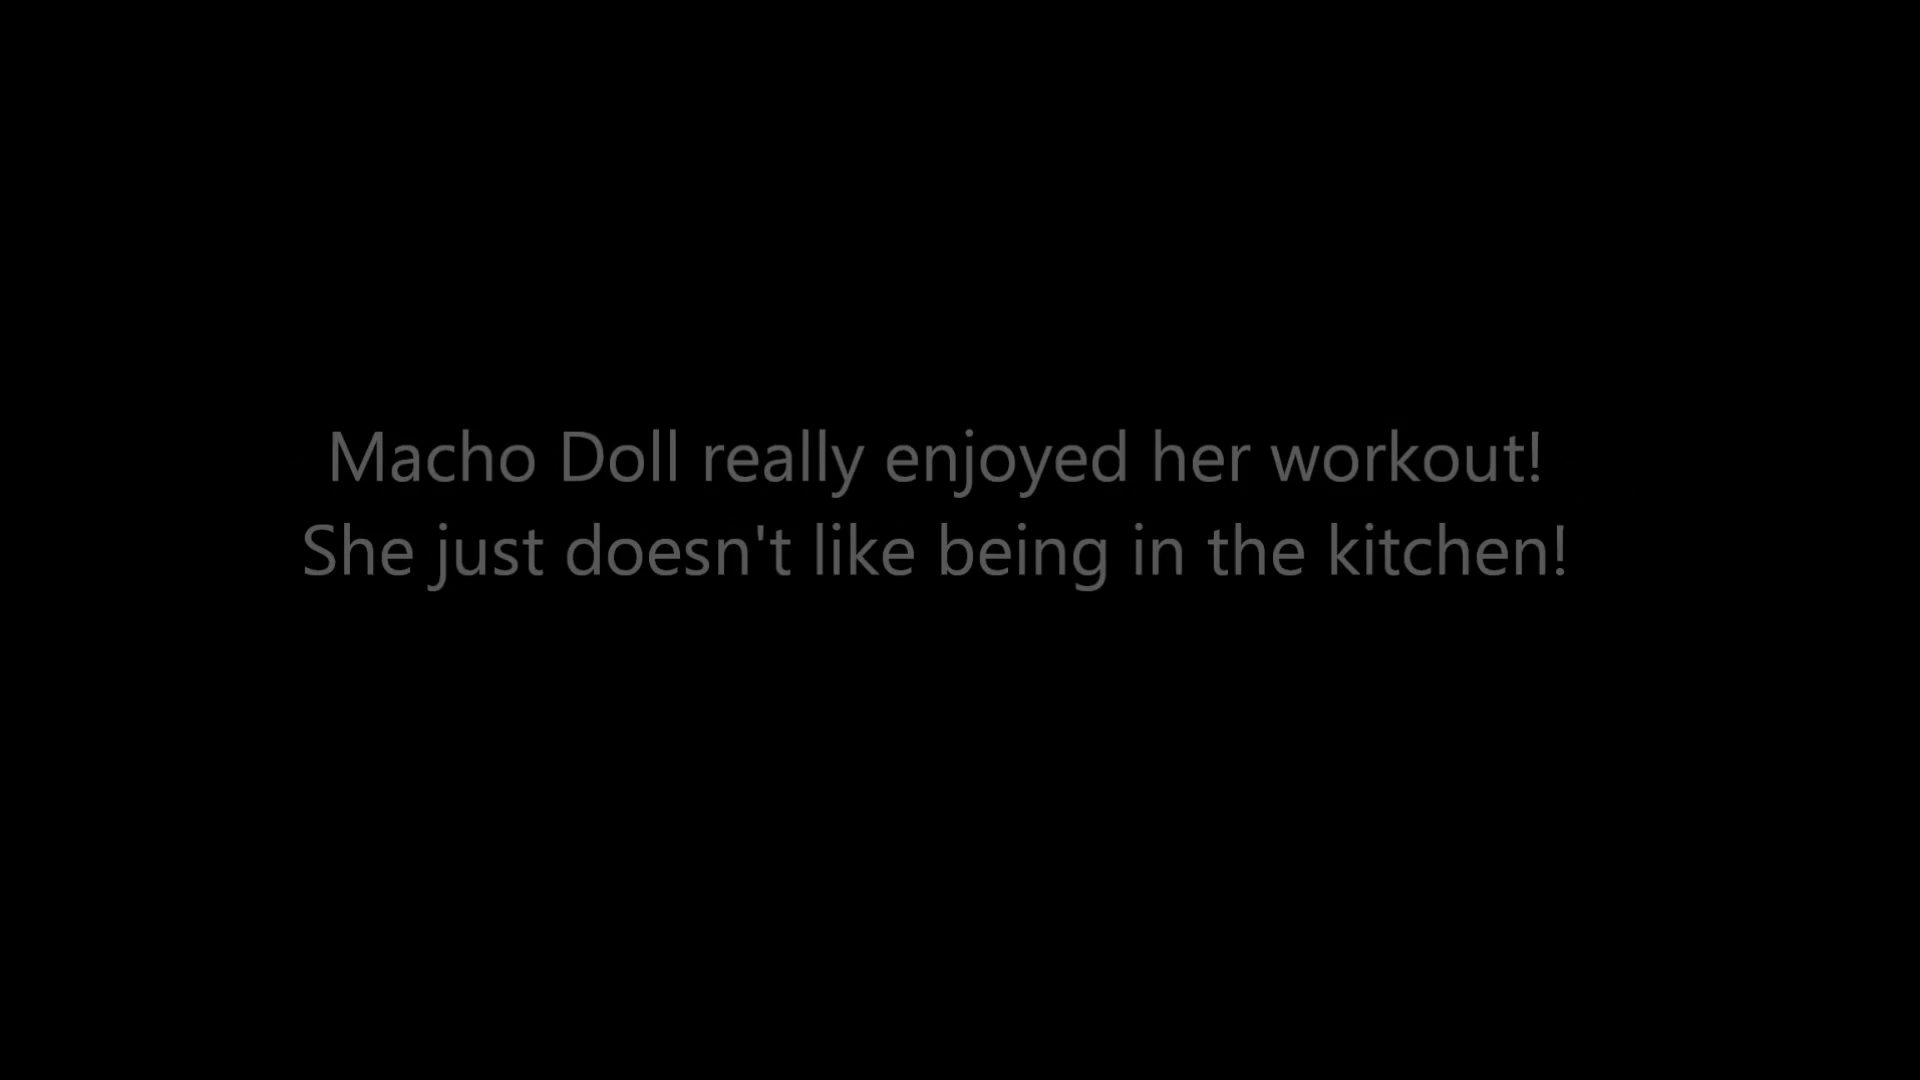 Macho Doll really enjoyed her workout!
She just doesn't like being in the kitchen!